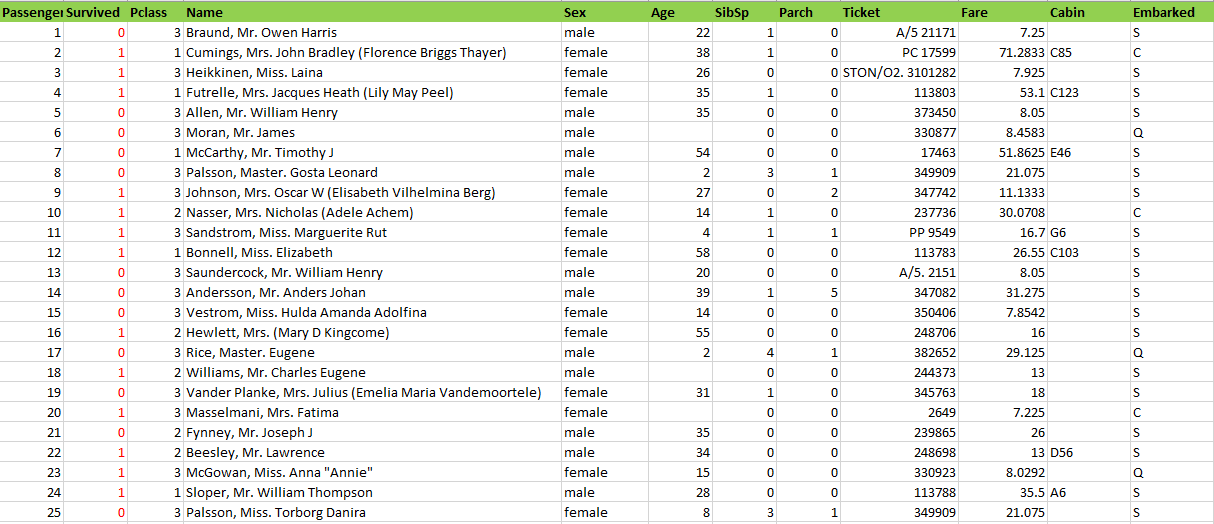 Passenger Survived Pclass Name Sex Age SibSp Parch Ticket Fare Cabin Embarked
1 0 3 Braund, Mr. Owen Harris male 22 1 0 A/5 21171 7.25 S
2 1 1 Cumings, Mrs. John Bradley (Florence Briggs Thayer) female 38 1 0 PC 17599 71.2833 C85 C
3 1 3 Heikkinen, Miss. Laina female 26 0 0 STON/O2. 3101282 7.925 S
4 1 1 Futrelle, Mrs. Jacques Heath (Lily May Peel) female 35 1 0 113803 53.1 C123 S
5 0 3 Allen, Mr. William Henry male 35 0 0 373450 8.05 S
6 0 3 Moran, Mr. James male 0 0 330877 8.4583 Q
7 0 1 McCarthy, Mr. Timothy J male 54 0 0 17463 51.8625 E46 S
8 0 3 Palsson, Master. Gosta Leonard male 2 3 1 349909 21.075 S
9 1 3 Johnson, Mrs. Oscar W (Elisabeth Vilhelmina Berg) female 27 0 2 347742 11.1333 S
10 1 2 Nasser, Mrs. Nicholas (Adele Achem) female 14 1 0 237736 30.0708 C
11 1 3 Sandstrom, Miss. Marguerite Rut female 4 1 1 PP 9549 16.7 G6 S
12 1 1 Bonnell, Miss. Elizabeth female 58 0 0 113783 26.55 C103 S
13 0 3 Saundercock, Mr. William Henry male 20 0 0 A/5. 2151 8.05 S
14 0 3 Andersson, Mr. Anders Johan male 39 1 5 347082 31.275 S
15 0 3 Vestrom, Miss. Hulda Amanda Adolfina female 14 0 0 350406 7.8542 S
16 1 2 Hewlett, Mrs. (Mary D Kingcome) female 55 0 0 248706 16 S
17 0 3 Rice, Master. Eugene male 2 4 1 382652 29.125 Q
18 1 2 Williams, Mr. Charles Eugene male 0 0 244373 13 S
19 0 3 Vander Planke, Mrs. Julius (Emelia Maria Vandemoortele) female 31 1 0 345763 18 S
20 1 3 Masselmani, Mrs. Fatima female 0 0 2649 7.225 C
21 0 2 Fynney, Mr. Joseph J male 35 0 0 239865 26 S
22 1 2 Beesley, Mr. Lawrence male 34 0 0 248698 13 D56 S
23 1 3 McGowan, Miss. Anna "Annie" female 15 0 0 330923 8.0292 Q
24 1 1 Sloper, Mr. William Thompson male 28 0 0 113788 35.5 A6 S
25 0 3 Palsson, Miss. Torborg Danira female 8 3 1 349909 21.075 S